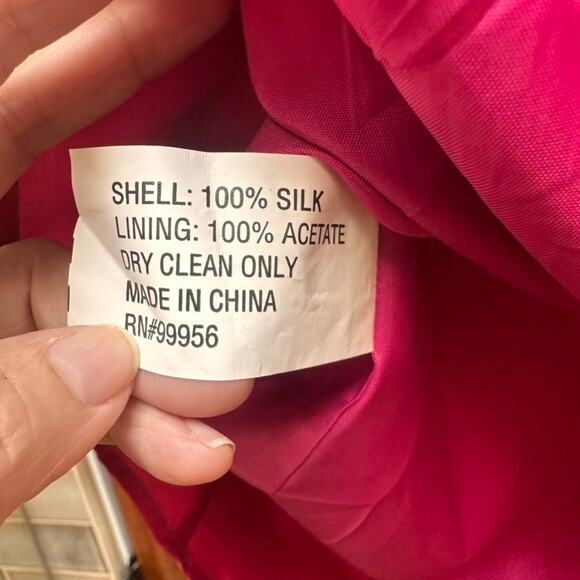 SHELL: 100% SILK
LINING: 100% ACETATE
DRY CLEAN ONLY
MADE IN CHINA
RN#99956